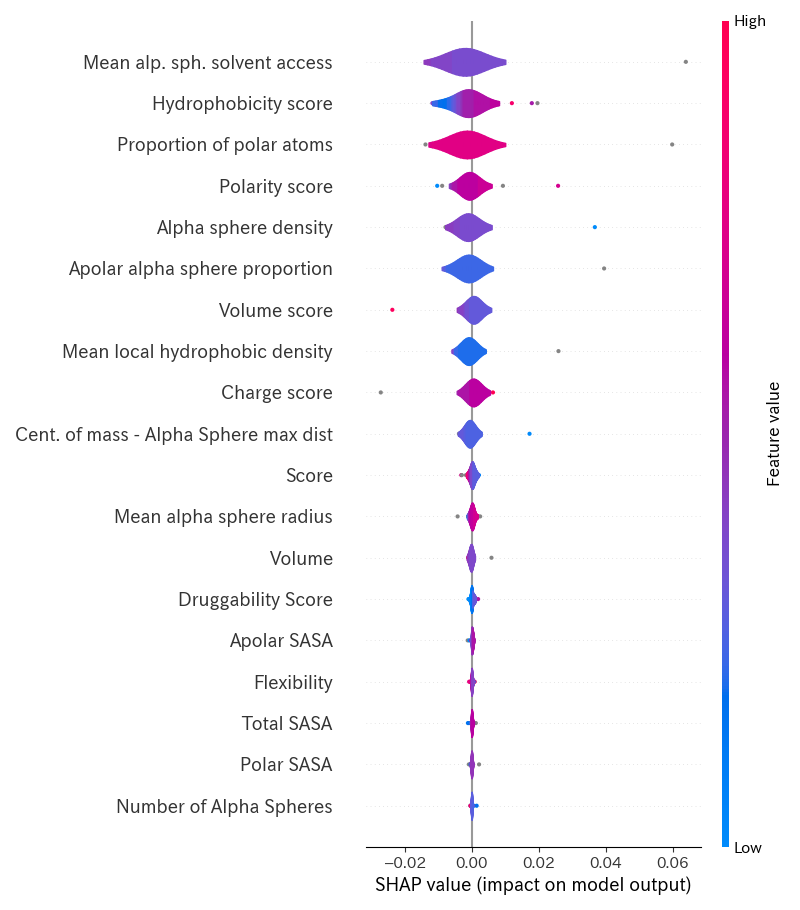 High
Mean alp. sph. solvent access
Hydrophobicity score
Proportion of polar atoms
Polarity score
Alpha sphere density
Apolar alpha sphere proportion
Volume score
Mean local hydrophobic density
Charge score
Cent. of mass - Alpha Sphere max dist
Score
Mean alpha sphere radius
Volume
Druggability Score
Apolar SASA
Flexibility
Total SASA
Polar SASA
Number of Alpha Spheres
Feature value
Low
−0.02 0.00 0.02 0.04 0.06
SHAP value (impact on model output)